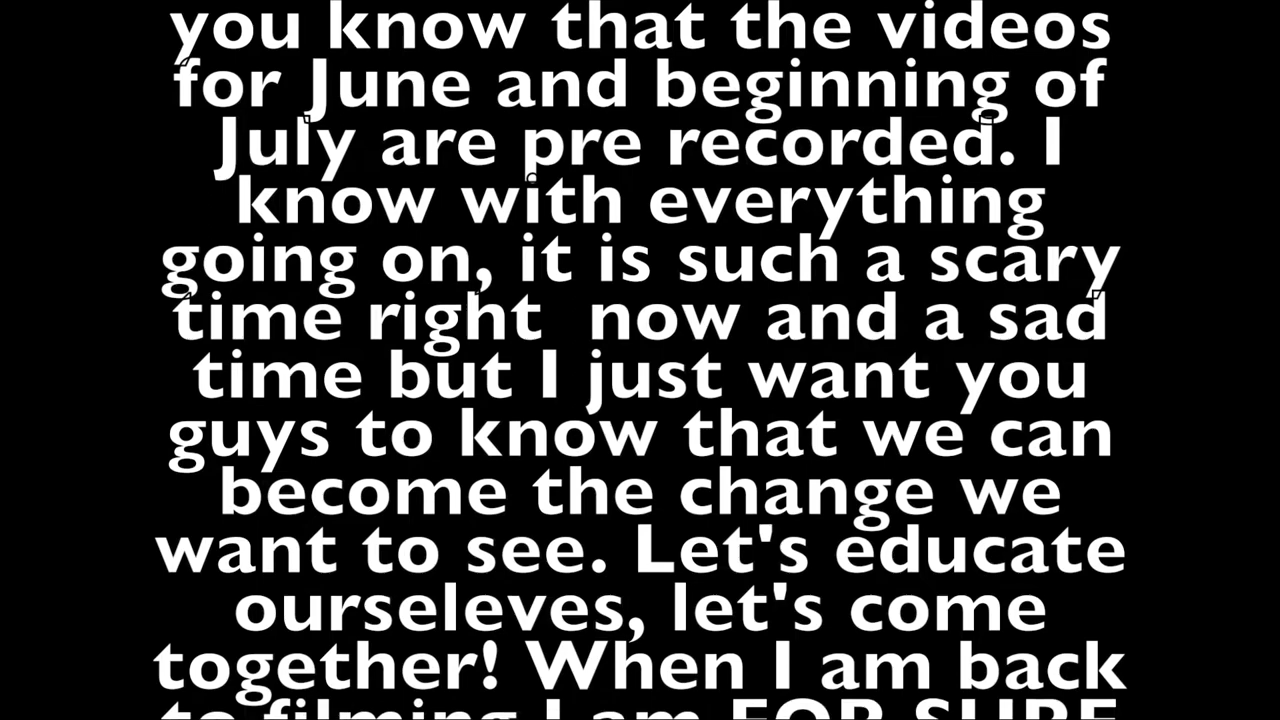 you know that the videos
for June and beginning of
July are pre recorded. I
know with everything
going on, it is such a scary
time right  now and a sad
time but I just want you
guys to know that we can
become the change we
want to see. Let's educate
ourseleves, let's come
together! When I am back
to filming I am FOR SURE